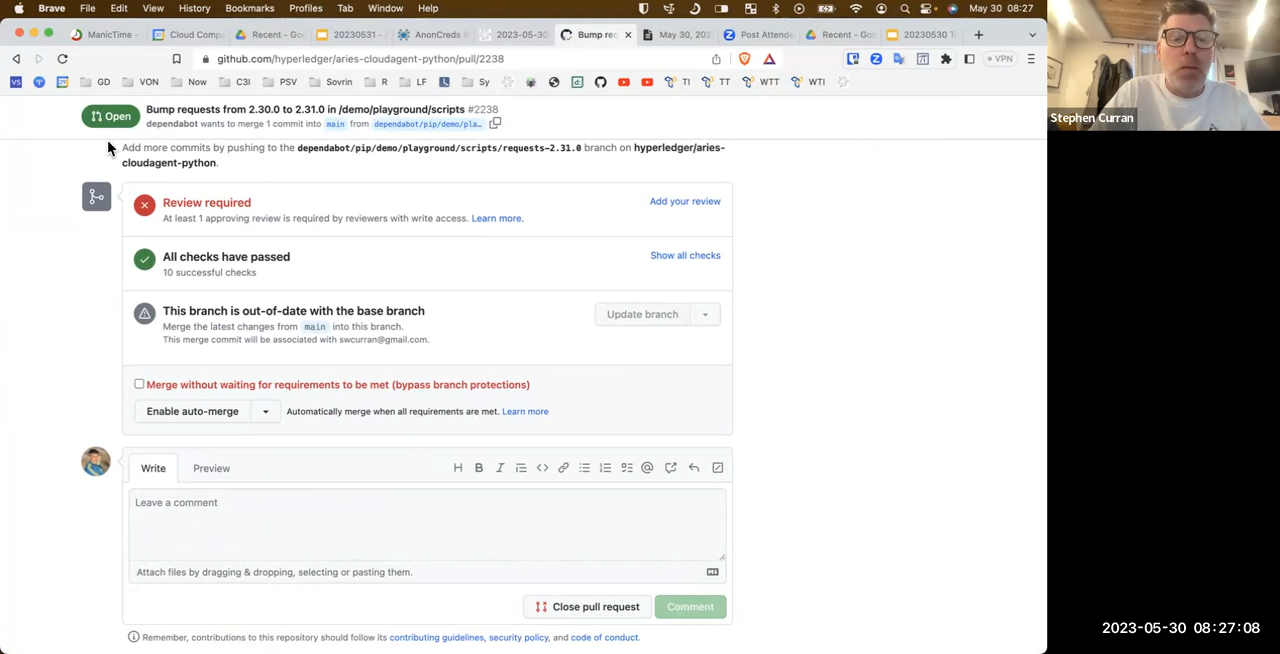 Brave File Edit View History Bookmarks Profiles Tab Window Help May 30 08:27
ManicTime - Cloud Compa Recent - Goo 20230531 - AnonCreds 2023-05-30 Bump req May 30, 202 Post Attende Recent - Goo 20230530 T
github.com/hyperledger/aries-cloudagent-python/pull/2238 VPN
VS GD VON Now C3I PSV Sovrin R LF Sy TI TT WTT WTI
Open
Bump requests from 2.30.0 to 2.31.0 in /demo/playground/scripts #2238
dependabot wants to merge 1 commit into main from dependabot/pip/demo/pla…
Add more commits by pushing to the dependabot/pip/demo/playground/scripts/requests-2.31.0 branch on hyperledger/aries-
cloudagent-python.
Review required
Add your review
At least 1 approving review is required by reviewers with write access. Learn more.
All checks have passed
Show all checks
10 successful checks
This branch is out-of-date with the base branch
Update branch
Merge the latest changes from main into this branch.
This merge commit will be associated with swcurran@gmail.com.
Merge without waiting for requirements to be met (bypass branch protections)
Enable auto-merge
Automatically merge when all requirements are met. Learn more
Write Preview
Leave a comment
Attach files by dragging & dropping, selecting or pasting them.
Close pull request
Comment
Remember, contributions to this repository should follow its contributing guidelines, security policy, and code of conduct.
Stephen Curran
2023-05-30 08:27:08